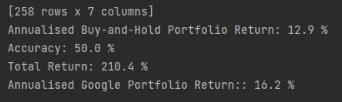 [258 rows x 7 columns]
Annualised Buy-and-Hold Portfolio Return: 12.9 %
Accuracy: 50.0 %
Total Return: 210.4 %
Annualised Google Portfolio Return:: 16.2 %